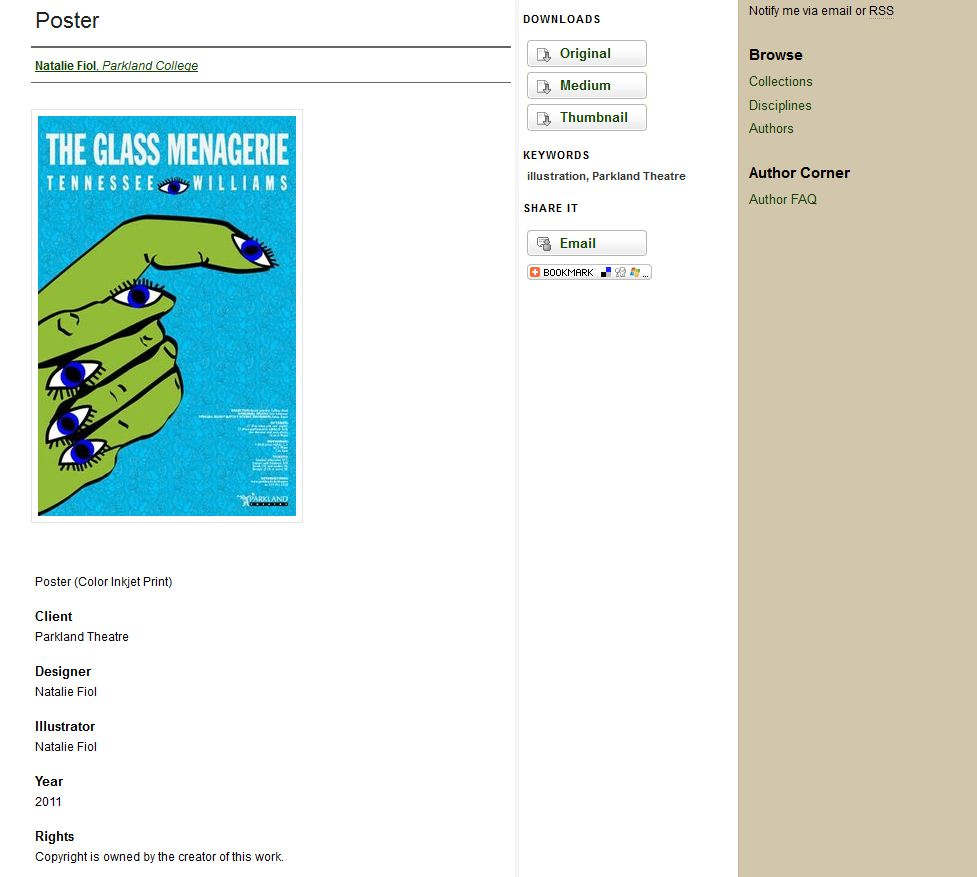 Poster
Natalie Fiol, Parkland College
THE GLASS MENAGERIE
TENNESSEE WILLIAMS
PARKLAND
Poster (Color Inkjet Print)
Client
Parkland Theatre
Designer
Natalie Fiol
Illustrator
Natalie Fiol
Year
2011
Rights
Copyright is owned by the creator of this work.
DOWNLOADS
Original
Medium
Thumbnail
KEYWORDS
illustration, Parkland Theatre
SHARE IT
Email
BOOKMARK ...
Notify me via email or RSS
Browse
Collections
Disciplines
Authors
Author Corner
Author FAQ